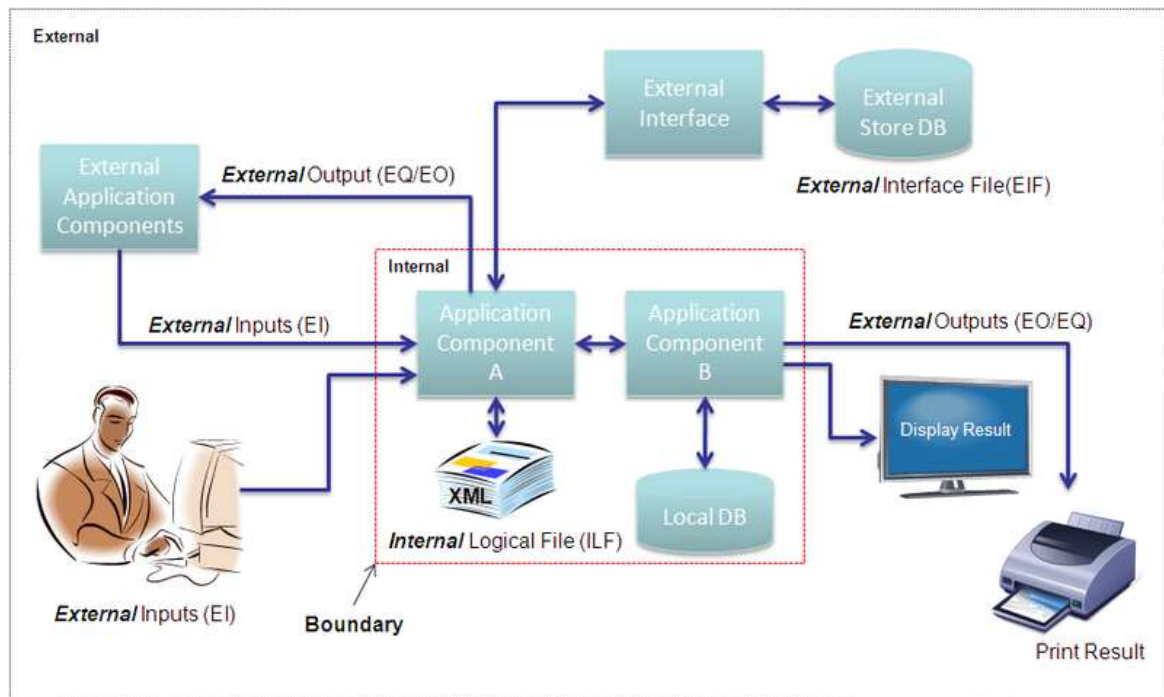 External
External
Interface
External
Store DB
External Interface File(EIF)
External
Application
Components
External Output (EQ/EO)
Internal
External Inputs (EI)
Application
Component
A
Application
Component
B
External Outputs (EO/EQ)
Display Result
XML
Internal Logical File (ILF)
Local DB
External Inputs (EI)
Boundary
Print Result